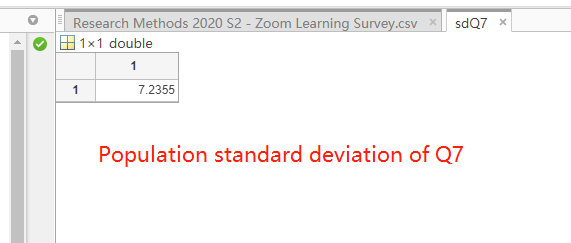 Research Methods 2020 S2 - Zoom Learning Survey.csv × sdQ7 ×
1×1 double
1
1 7.2355
Population standard deviation of Q7